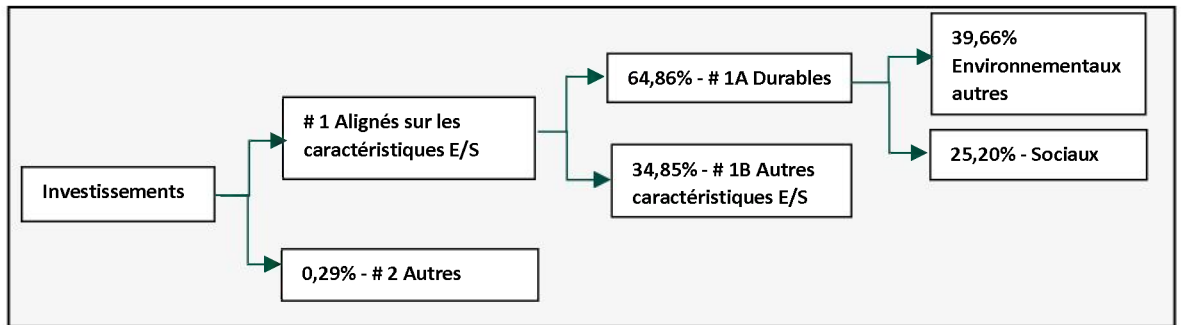 Investissements
# 1 Alignés sur les
caractéristiques E/S
0,29% - # 2 Autres
64,86% - # 1A Durables
34,85% - # 1B Autres
caractéristiques E/S
39,66%
Environnementaux
autres
25,20% - Sociaux